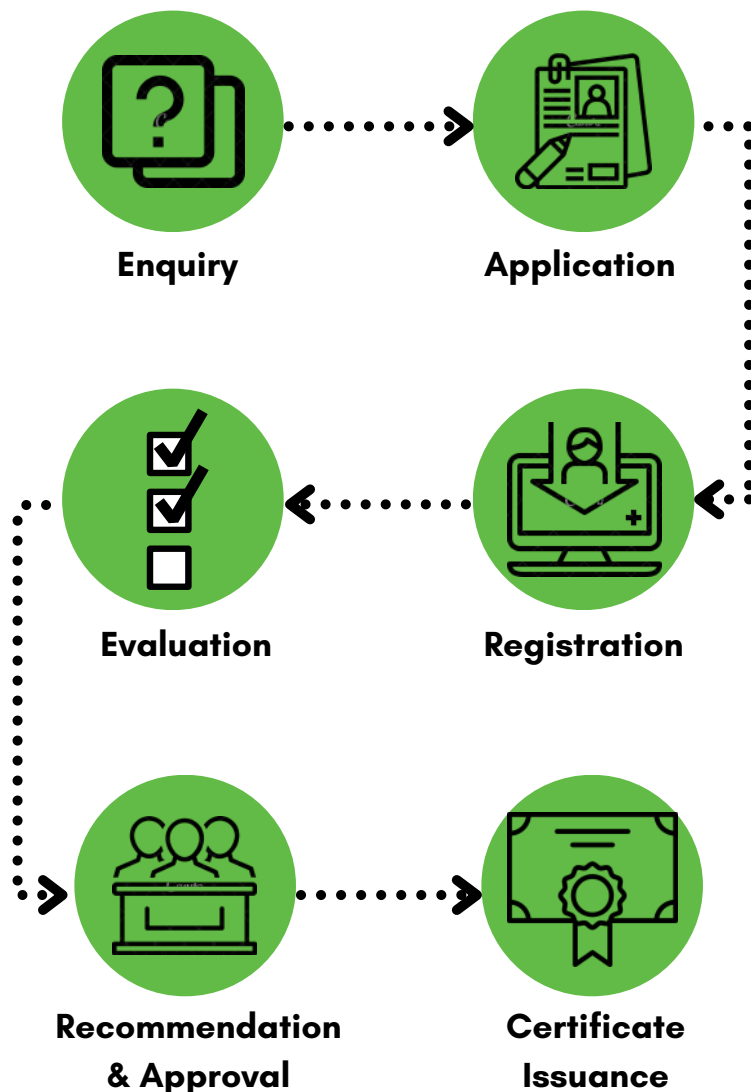 Enquiry
Application
Registration
Evaluation
Recommendation
& Approval
Certificate
Issuance